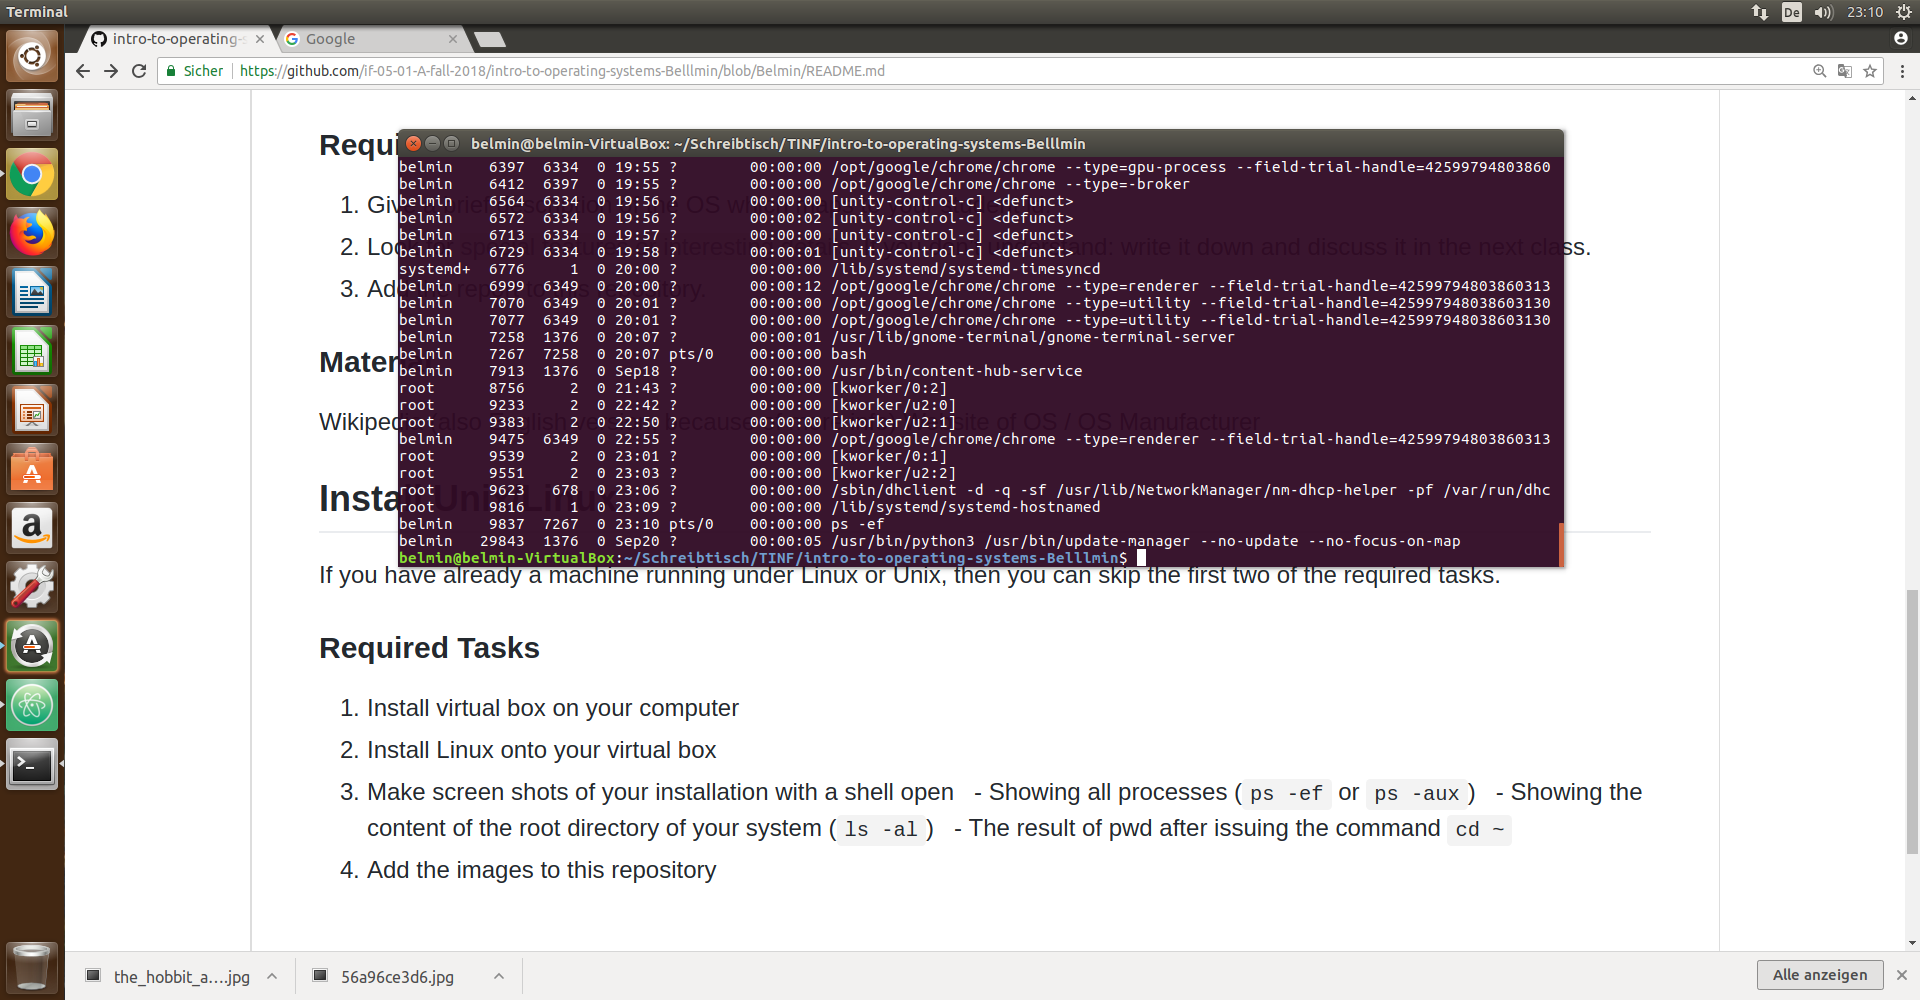 Terminal
De
23:10
intro-to-operating-
Google
Sicher
https://github.com/if-05-01-A-fall-2018/intro-to-operating-systems-Belllmin/blob/Belmin/README.md
belmin@belmin-VirtualBox: ~/Schreibtisch/TINF/intro-to-operating-systems-Belllmin
belmin 6397 6334 0 19:55 ? 00:00:00 /opt/google/chrome/chrome --type=gpu-process --field-trial-handle=42599794803860
belmin 6412 6397 0 19:55 ? 00:00:00 /opt/google/chrome/chrome --type=-broker
belmin 6564 6334 0 19:56 ? 00:00:00 [unity-control-c] <defunct>
belmin 6572 6334 0 19:56 ? 00:00:02 [unity-control-c] <defunct>
belmin 6713 6334 0 19:57 ? 00:00:00 [unity-control-c] <defunct>
belmin 6729 6334 0 19:58 ? 00:00:01 [unity-control-c] <defunct>
systemd+ 6776 1 0 20:00 ? 00:00:00 /lib/systemd/systemd-timesyncd
belmin 6999 6349 0 20:00 ? 00:00:12 /opt/google/chrome/chrome --type=renderer --field-trial-handle=42599794803860313
belmin 7070 6349 0 20:01 ? 00:00:00 /opt/google/chrome/chrome --type=utility --field-trial-handle=4259979480386031​30
belmin 7077 6349 0 20:01 ? 00:00:00 /opt/google/chrome/chrome --type=utility --field-trial-handle=425997948038603130
belmin 7258 1376 0 20:07 ? 00:00:01 /usr/lib/gnome-terminal/gnome-terminal-server
belmin 7267 7258 0 20:07 pts/0 00:00:00 bash
belmin 7913 1376 0 Sep18 ? 00:00:00 /usr/bin/content-hub-service
root 8756 2 0 21:43 ? 00:00:00 [kworker/0:2]
root 9233 2 0 22:42 ? 00:00:00 [kworker/u2:0]
root 9383 2 0 22:50 ? 00:00:00 [kworker/u2:1]
belmin 9475 6349 0 22:55 ? 00:00:00 /opt/google/chrome/chrome --type=renderer --field-trial-handle=42599794803860313
root 9539 2 0 23:01 ? 00:00:00 [kworker/0:1]
root 9551 2 0 23:03 ? 00:00:00 [kworker/u2:2]
root 9623 678 0 23:06 ? 00:00:00 /sbin/dhclient -d -q -sf /usr/lib/NetworkManager/nm-dhcp-helper -pf /var/run/dhc
root 9816 1 0 23:09 ? 00:00:00 /lib/systemd/systemd-hostnamed
belmin 9837 7267 0 23:10 pts/0 00:00:00 ps -ef
belmin 29843 1376 0 Sep20 ? 00:00:05 /usr/bin/python3 /usr/bin/update-manager --no-update --no-focus-on-map
belmin@belmin-VirtualBox:~/Schreibtisch/TINF/intro-to-operating-systems-Belllmin$
Requi
1. Gi
2. Lo and: write it down and discuss it in the next class.
3. Ad
Mater
Wikipe because site of OS / OS Manufacturer
Install Unix/Linux
If you have already a machine running under Linux or Unix, then you can skip the first two of the required tasks.
Required Tasks
1. Install virtual box on your computer
2. Install Linux onto your virtual box
3. Make screen shots of your installation with a shell open - Showing all processes ( ps -ef or ps -aux ) - Showing the
content of the root directory of your system ( ls -al ) - The result of pwd after issuing the command cd ~
4. Add the images to this repository
the_hobbit_a....jpg
56a96ce3d6.jpg
Alle anzeigen